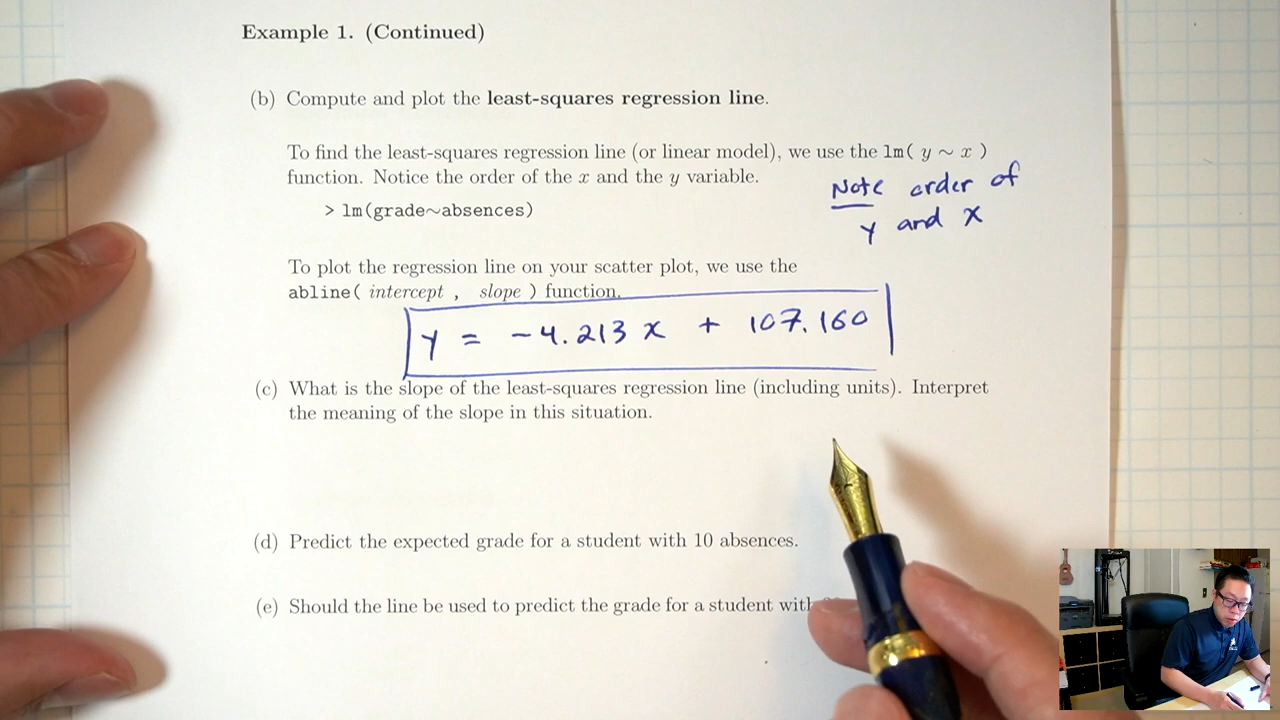 Example 1. (Continued)
(b) Compute and plot the least-squares regression line.
To find the least-squares regression line (or linear model), we use the lm( y ~ x )
function. Notice the order of the x and the y variable.
Note order of
y and x
> lm(grade~absences)
To plot the regression line on your scatter plot, we use the
abline( intercept , slope ) function.
y = -4.213 x + 107.160
(c) What is the slope of the least-squares regression line (including units). Interpret
the meaning of the slope in this situation.
(d) Predict the expected grade for a student with 10 absences.
(e) Should the line be used to predict the grade for a student with